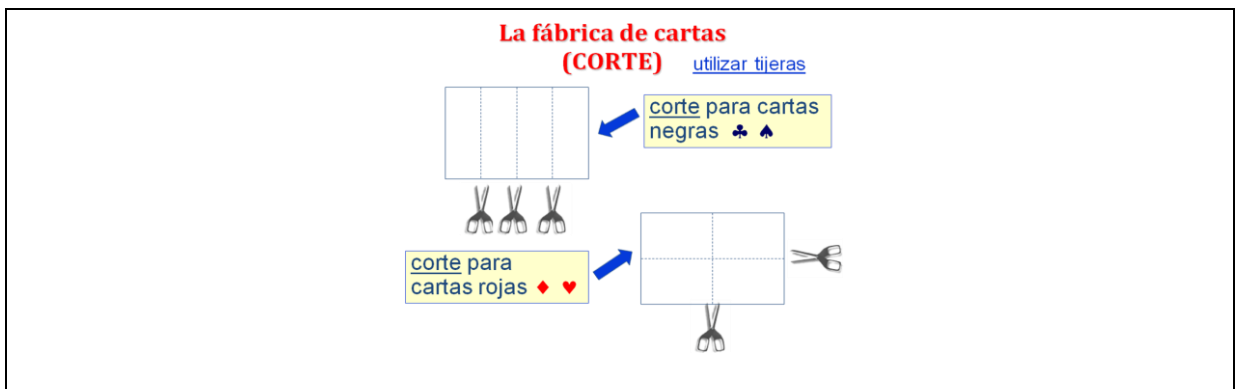 La fábrica de cartas
(CORTE) utilizar tijeras
corte para cartas
negras ♣ ♠
corte para
cartas rojas ♦ ♥